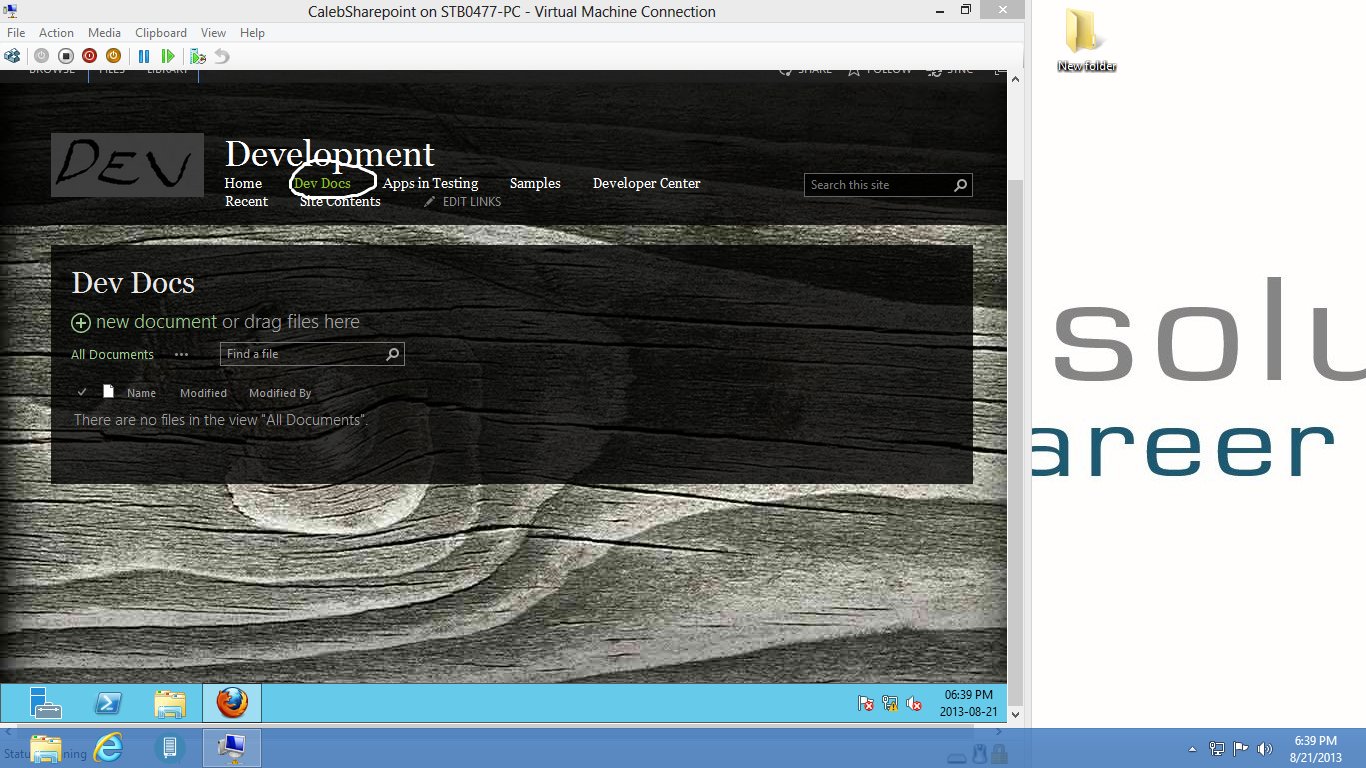 CalebSharepoint on STB0477-PC - Virtual Machine Connection
File Action Media Clipboard View Help
BROWSE FILES LIBRARY SHARE FOLLOW SYNC
New folder
DEV
Development
Home Dev Docs Apps in Testing Samples Developer Center
Search this site
Recent Site Contents EDIT LINKS
Dev Docs
new document or drag files here
All Documents ••• Find a file
Name Modified Modified By
There are no files in the view "All Documents".
solu
areer
06:39 PM
2013-08-21
6:39 PM
8/21/2013